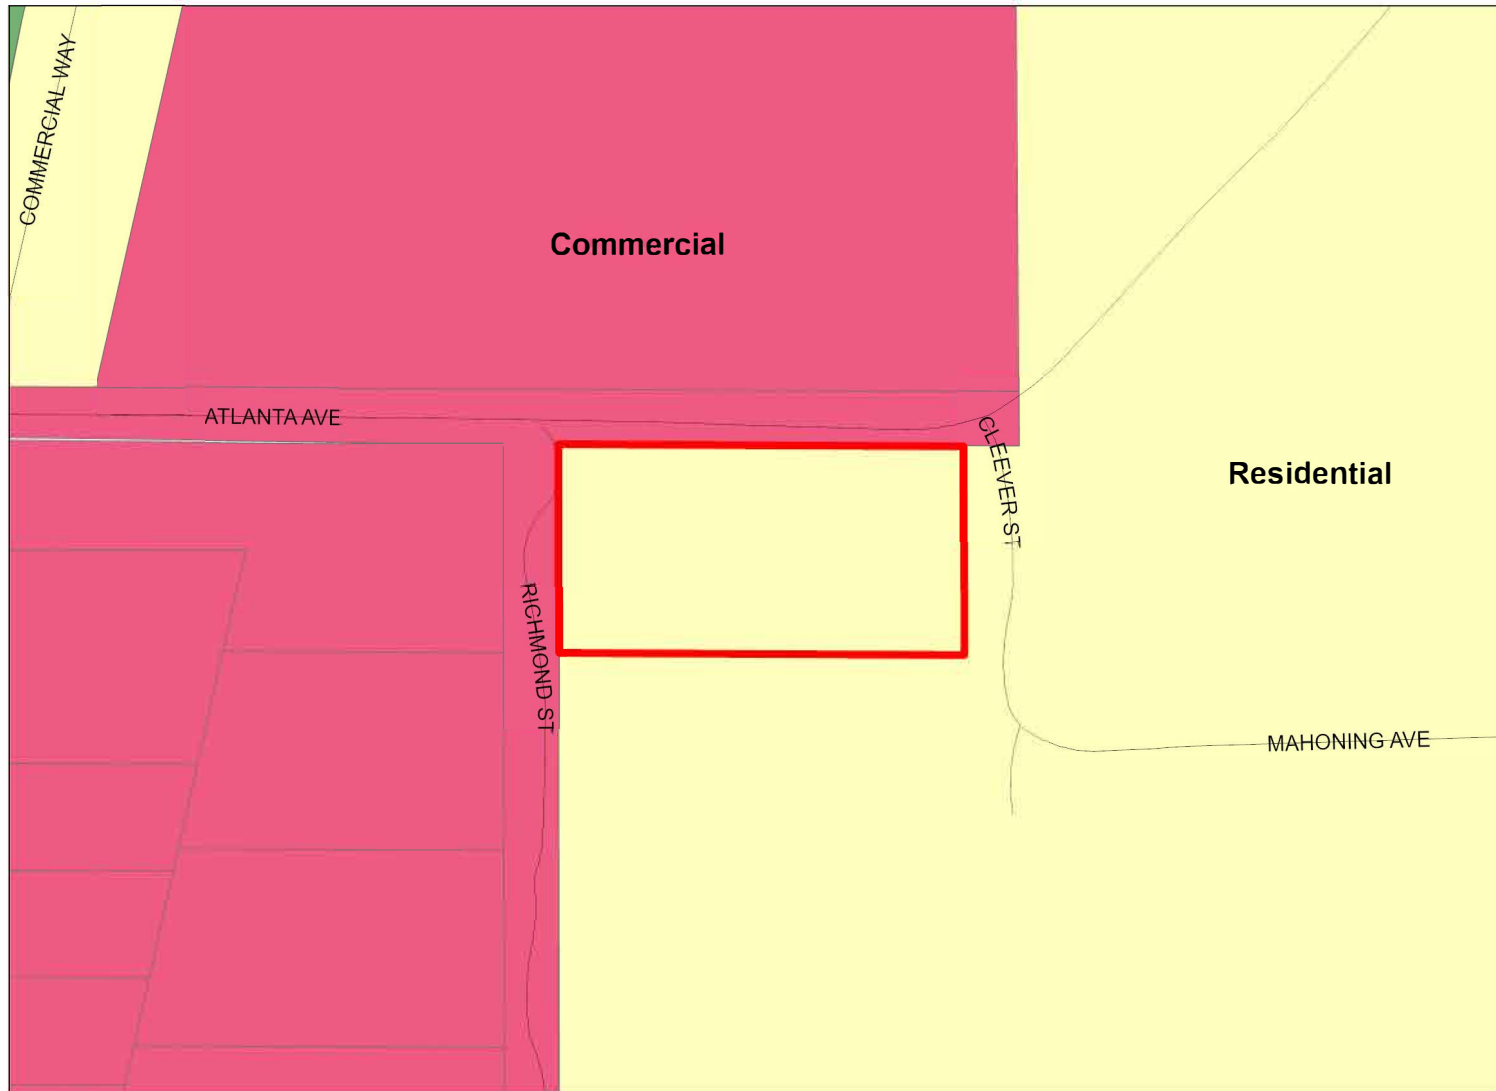 COMMERCIAL WAY
Commercial
ATLANTA AVE
CLEEVER ST
Residential
RICHMOND ST
MAHONING AVE